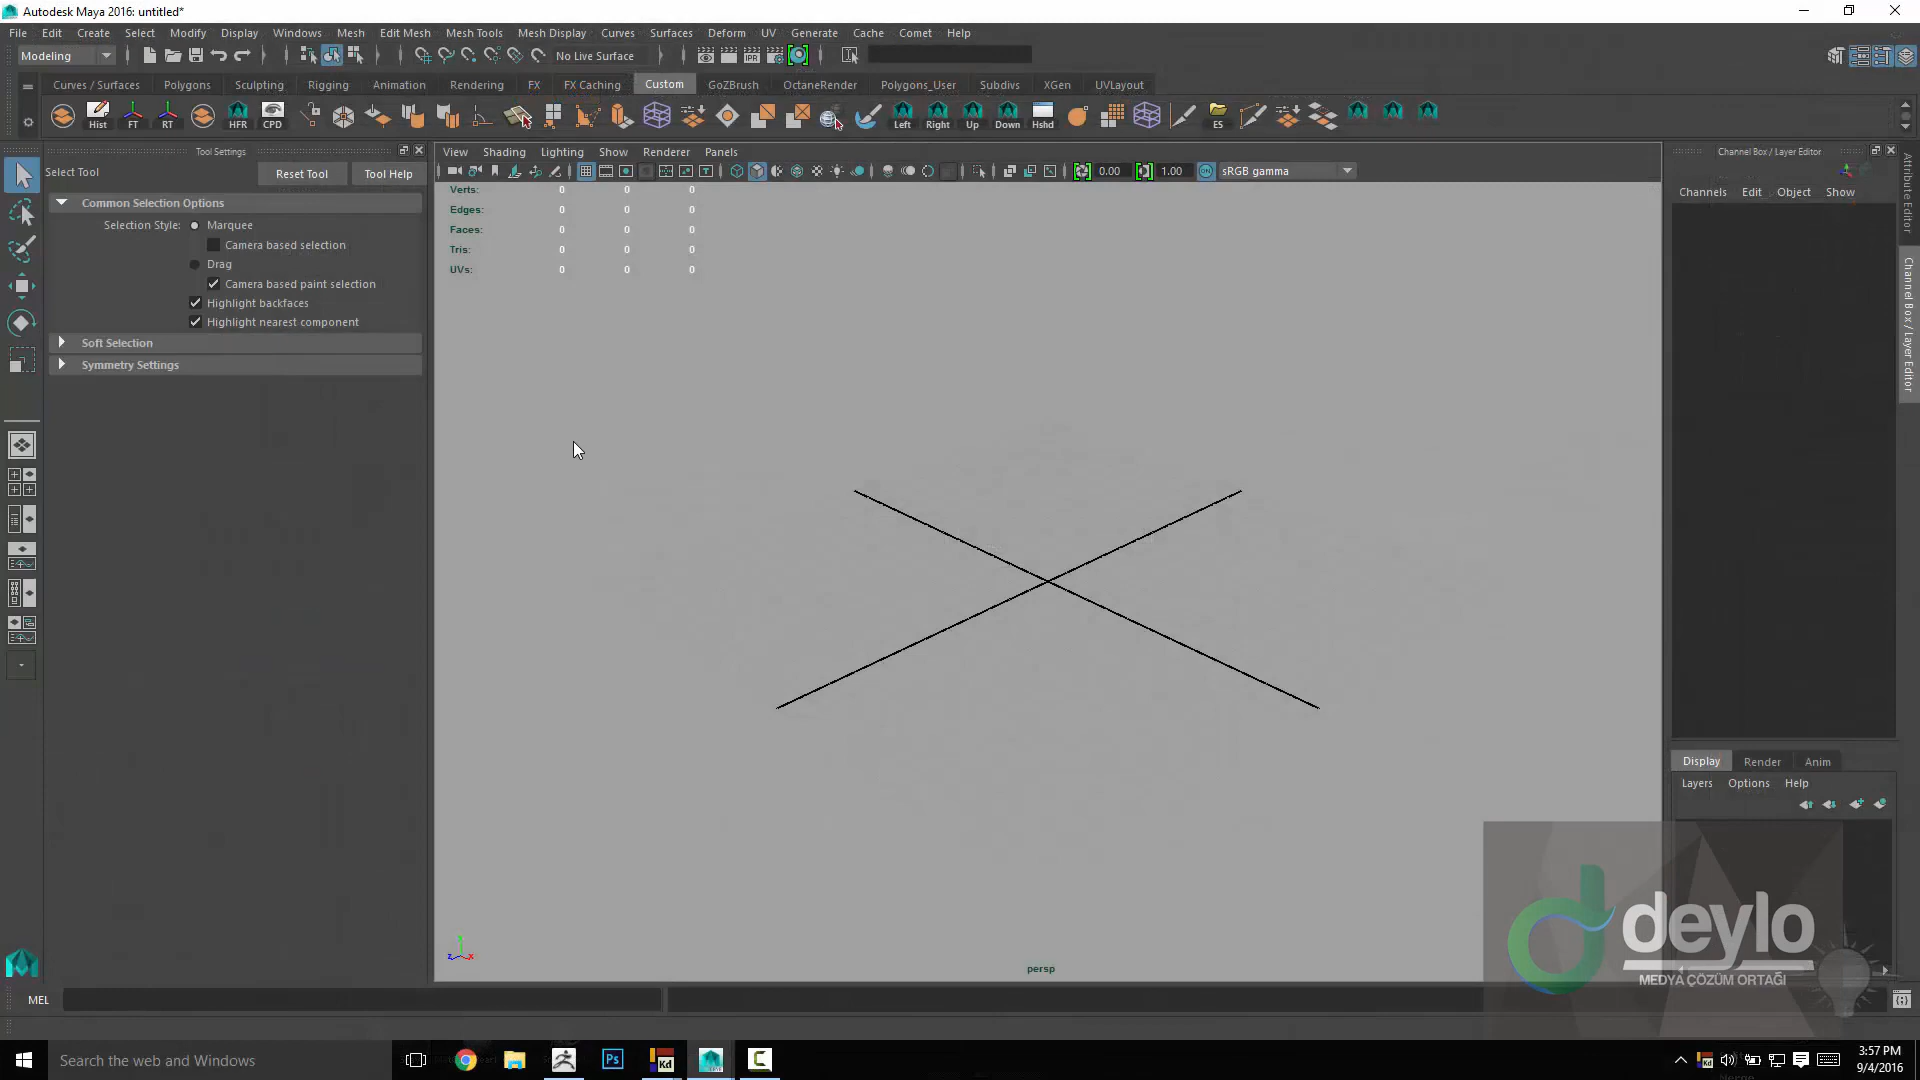 Autodesk Maya 2016: untitled*
File Edit Create Select Modify Display Windows Mesh Edit Mesh Mesh Tools Mesh Display Curves Surfaces Deform UV Generate Cache Comet Help
Modeling No Live Surface
Curves / Surfaces Polygons Sculpting Rigging Animation Rendering FX FX Caching Custom GoZBrush OctaneRender Polygons_User Subdivs XGen UVLayout
Hist FT RT HFR CPD Left Right Up Down Hshd ES
Tool Settings
Select Tool Reset Tool Tool Help
Common Selection Options
Selection Style: Marquee
Camera based selection
Drag
Camera based paint selection
Highlight backfaces
Highlight nearest component
Soft Selection
Symmetry Settings
View Shading Lighting Show Renderer Panels
0.00 1.00 ON sRGB gamma
Verts: 0 0 0
Edges: 0 0 0
Faces: 0 0 0
Tris: 0 0 0
UVs: 0 0 0
persp
Channel Box / Layer Editor
Channels Edit Object Show
Attribute Editor
Channel Box / Layer Editor
Display Render Anim
Layers Options Help
deylo
MEDYA ÇÖZÜM ORTAĞI
MEL
Search the web and Windows
Ps
Kd
3:57 PM
9/4/2016